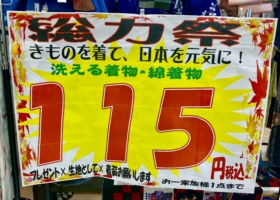 総力祭
きものを着て、日本を元気に！
洗える着物・綿着物
115
円税込
プレゼント×生地として×着装お願いします
お一家族様1点まで